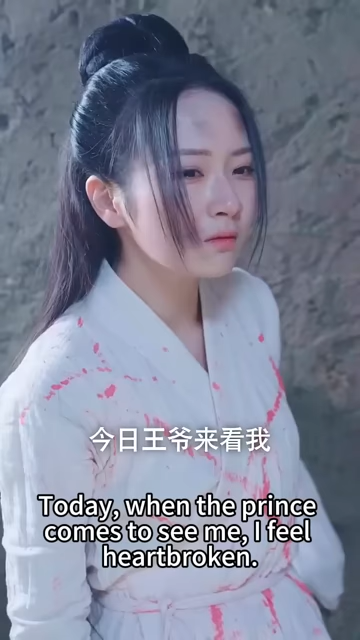 今日王爷来看我
Today, when the prince
comes to see me, I feel
heartbroken.